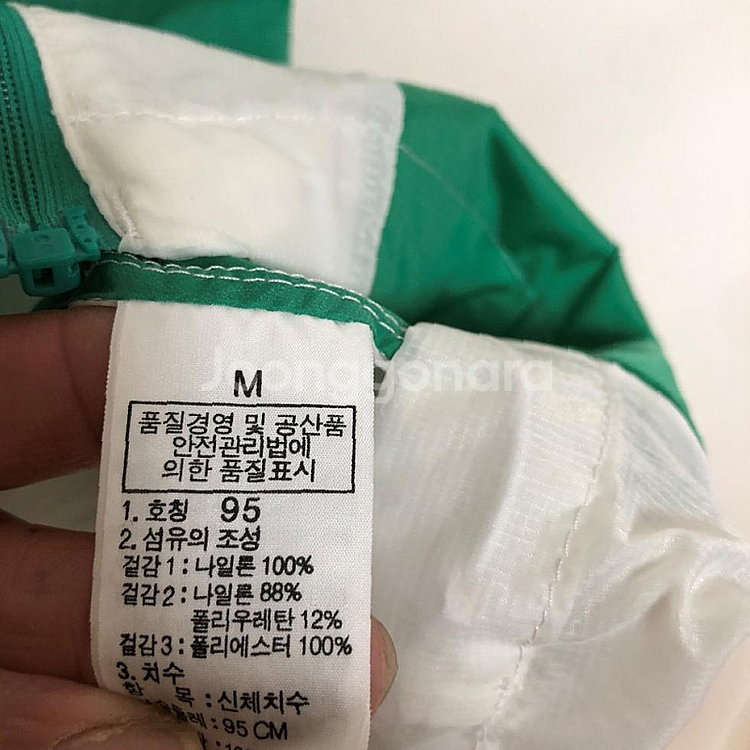 Joonggonara
M
품질경영 및 공산품
안전관리법에
의한 품질표시
1. 호칭 95
2. 섬유의 조성
겉감 1 : 나일론 100%
겉감 2 : 나일론 88%
폴리우레탄 12%
겉감 3 : 폴리에스터 100%
3. 치수
항 목 : 신체치수
: 95 CM